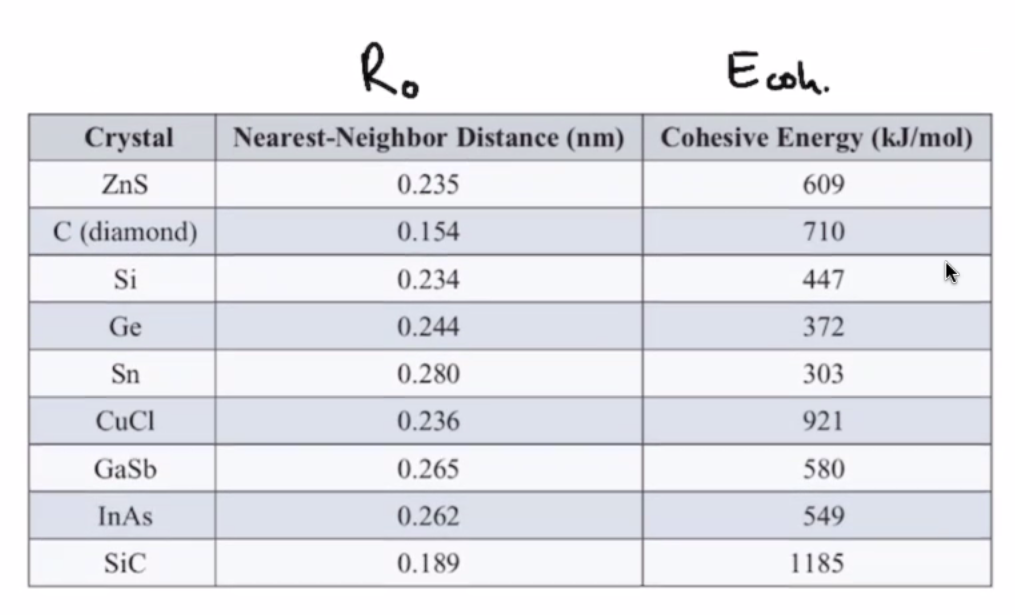 R₀ E coh.
Crystal Nearest-Neighbor Distance (nm) Cohesive Energy (kJ/mol)
ZnS 0.235 609
C (diamond) 0.154 710
Si 0.234 447
Ge 0.244 372
Sn 0.280 303
CuCl 0.236 921
GaSb 0.265 580
InAs 0.262 549
SiC 0.189 1185